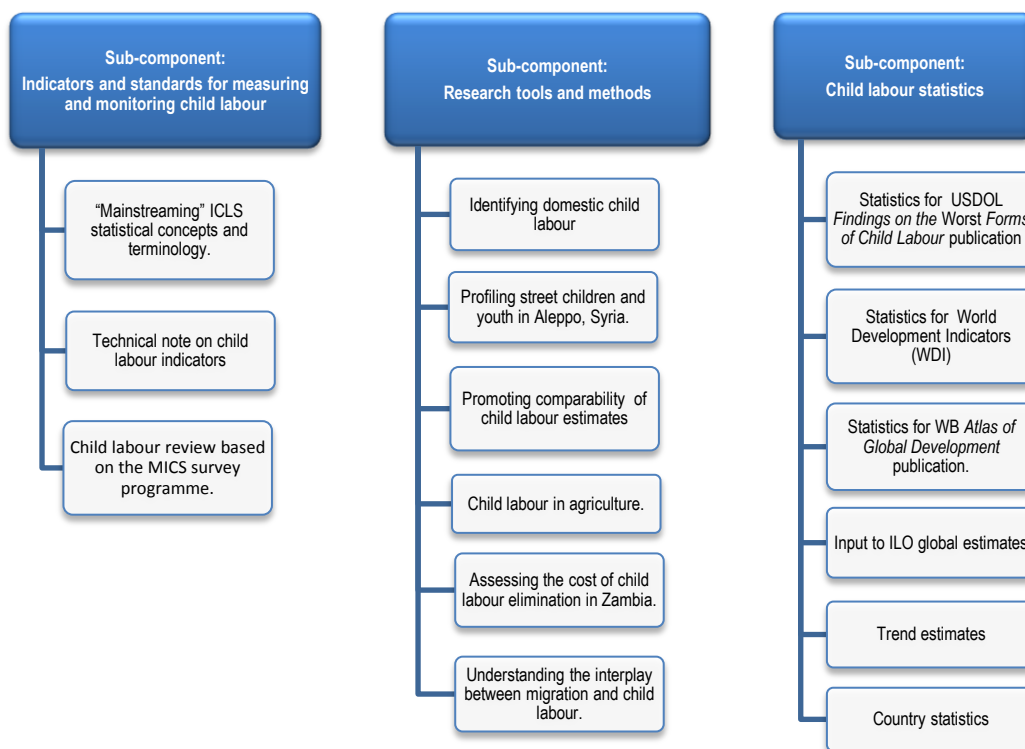 Sub-component:
Indicators and standards for measuring
and monitoring child labour
“Mainstreaming” ICLS
statistical concepts and
terminology.
Technical note on child
labour indicators
Child labour review based
on the MICS survey
programme.
Sub-component:
Research tools and methods
Identifying domestic child
labour
Profiling street children and
youth in Aleppo, Syria.
Promoting comparability of
child labour estimates
Child labour in agriculture.
Assessing the cost of child
labour elimination in Zambia.
Understanding the interplay
between migration and child
labour.
Sub-component:
Child labour statistics
Statistics for USDOL
Findings on the Worst Forms
of Child Labour publication
Statistics for World
Development Indicators
(WDI)
Statistics for WB Atlas of
Global Development
publication.
Input to ILO global estimates
Trend estimates
Country statistics